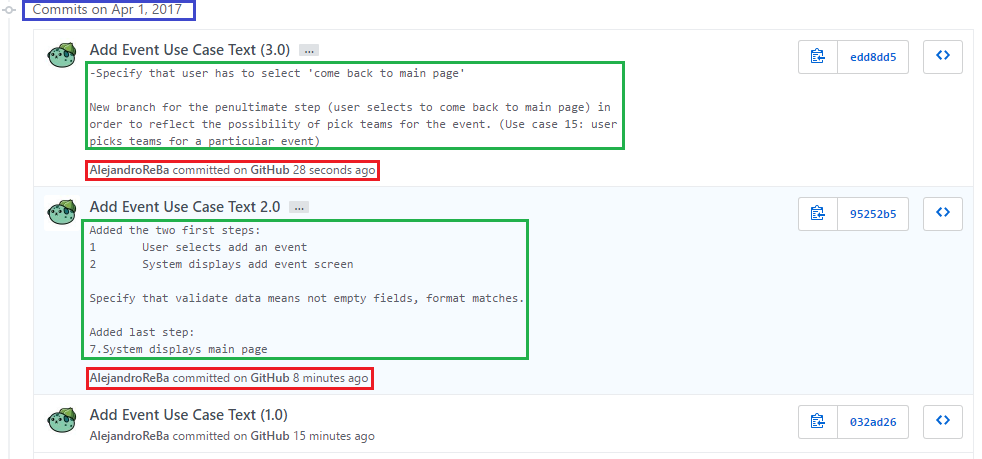 Commits on Apr 1, 2017
Add Event Use Case Text (3.0) ...
-Specify that user has to select 'come back to main page'
New branch for the penultimate step (user selects to come back to main page) in
order to reflect the possibility of pick teams for the event. (Use case 15: user
picks teams for a particular event)
AlejandroReBa committed on GitHub 28 seconds ago
edd8dd5
Add Event Use Case Text 2.0 ...
Added the two first steps:
1 User selects add an event
2 System displays add event screen
Specify that validate data means not empty fields, format matches.
Added last step:
7.System displays main page
AlejandroReBa committed on GitHub 8 minutes ago
95252b5
Add Event Use Case Text (1.0)
AlejandroReBa committed on GitHub 15 minutes ago
032ad26